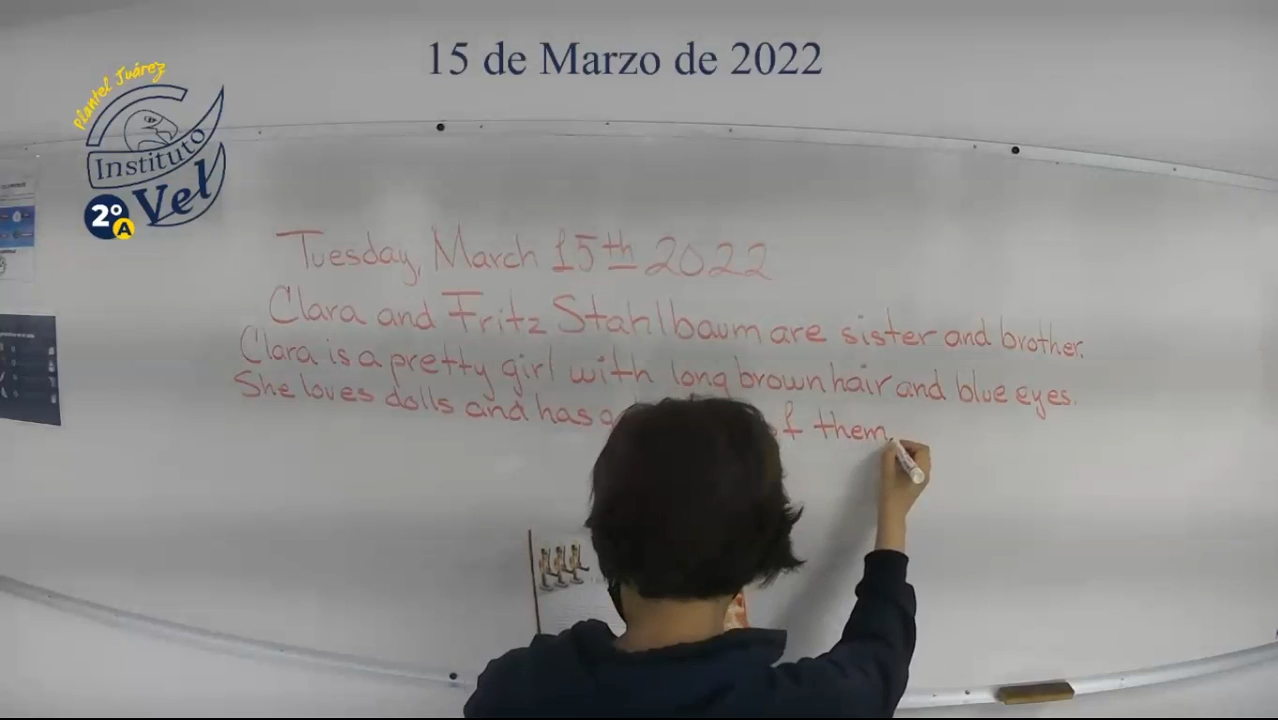 15 de Marzo de 2022
Plantel Juárez
Instituto
Vel
2º
A
Tuesday, March 15th 2022
Clara and Fritz Stahlbaum are sister and brother.
Clara is a pretty girl with long brown hair and blue eyes.
She loves dolls and has of them